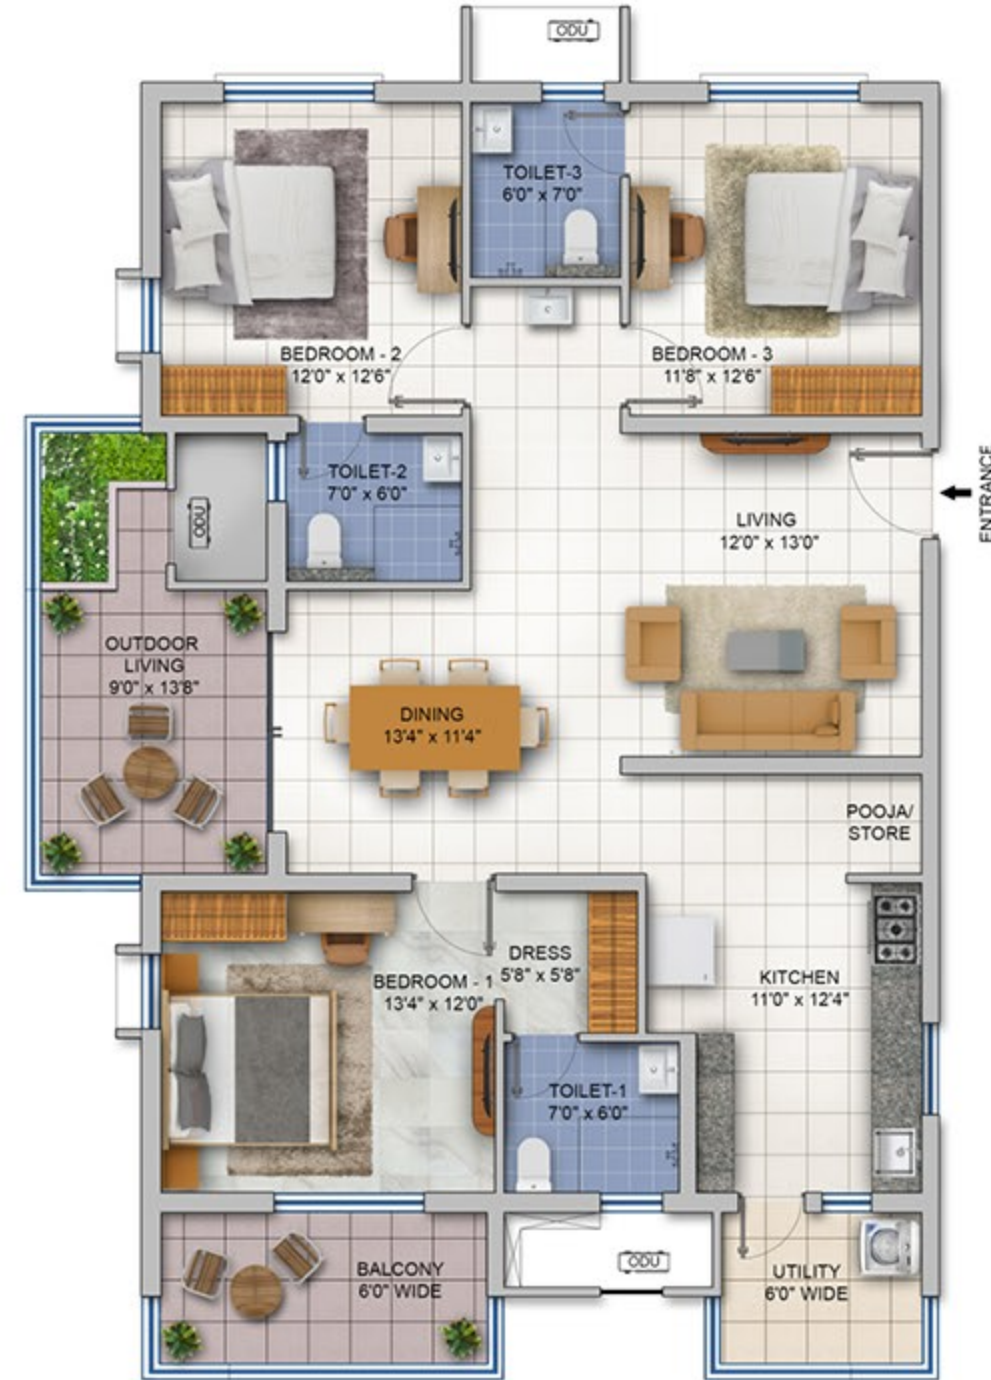 ODU
TOILET-3
6'0" x 7'0"
BEDROOM - 2
12'0" x 12'6"
BEDROOM - 3
11'8" x 12'6"
TOILET-2
7'0" x 6'0"
ODU
LIVING
12'0" x 13'0"
ENTRANCE
OUTDOOR
LIVING
9'0" x 13'8"
DINING
13'4" x 11'4"
POOJA/
STORE
DRESS
5'8" x 5'8"
BEDROOM - 1
13'4" x 12'0"
KITCHEN
11'0" x 12'4"
TOILET-1
7'0" x 6'0"
BALCONY
6'0" WIDE
ODU
UTILITY
6'0" WIDE